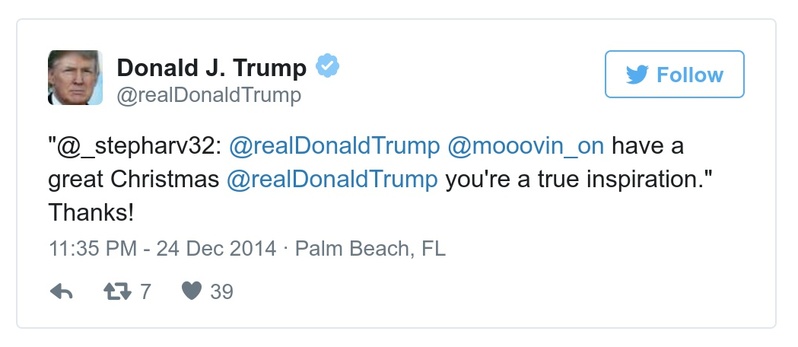 Donald J. Trump
@realDonaldTrump
Follow
"@_stepharv32: @realDonaldTrump @mooovin_on have a
great Christmas @realDonaldTrump you're a true inspiration."
Thanks!
11:35 PM - 24 Dec 2014 · Palm Beach, FL
7
39